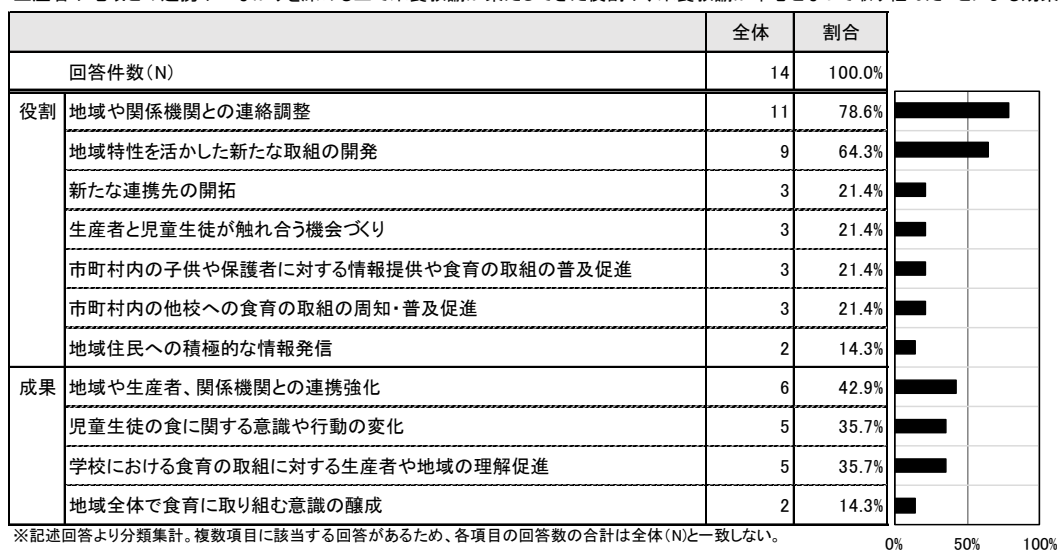 全体 割合
回答件数(N) 14 100.0%
役割 地域や関係機関との連絡調整 11 78.6%
地域特性を活かした新たな取組の開発 9 64.3%
新たな連携先の開拓 3 21.4%
生産者と児童生徒が触れ合う機会づくり 3 21.4%
市町村内の子供や保護者に対する情報提供や食育の取組の普及促進 3 21.4%
市町村内の他校への食育の取組の周知・普及促進 3 21.4%
地域住民への積極的な情報発信 2 14.3%
成果 地域や生産者、関係機関との連携強化 6 42.9%
児童生徒の食に関する意識や行動の変化 5 35.7%
学校における食育の取組に対する生産者や地域の理解促進 5 35.7%
地域全体で食育に取り組む意識の醸成 2 14.3%
※記述回答より分類集計。複数項目に該当する回答があるため、各項目の回答数の合計は全体(N)と一致しない。
0% 50% 100%